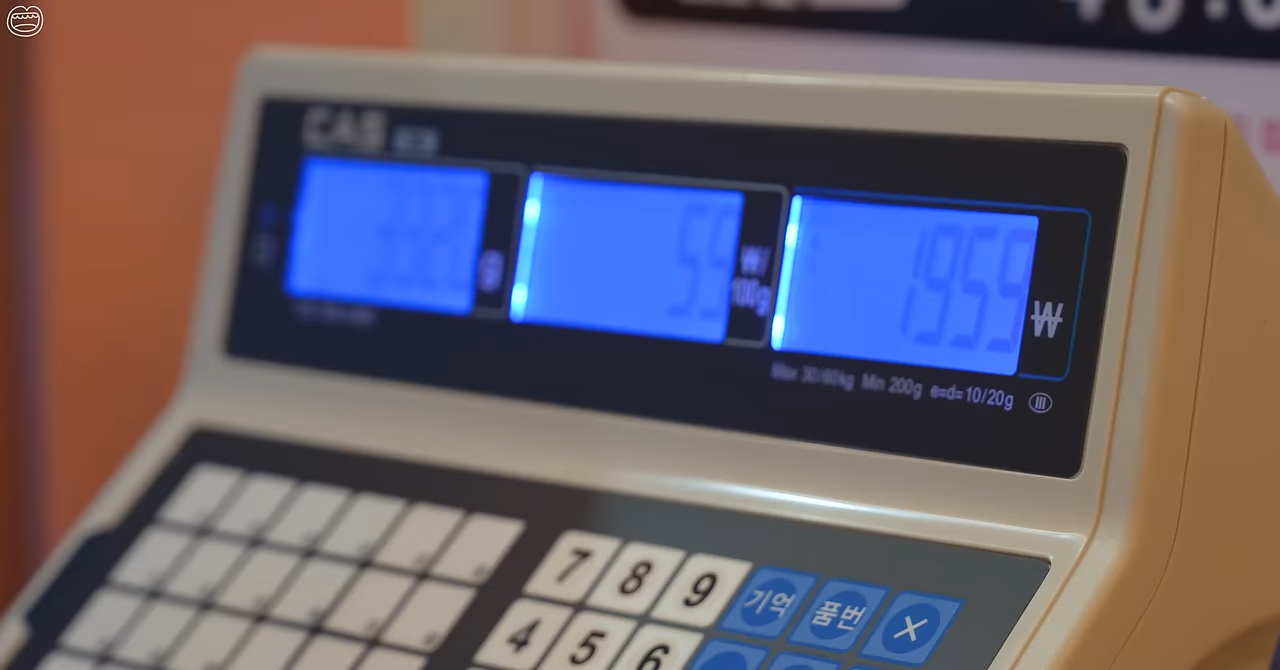 CAS
g
59
₩/
100g
1959
₩
Max 30/60kg Min 200g e=d=10/20g Ⅲ
7 8 9 기억 품번 X
4 5 6